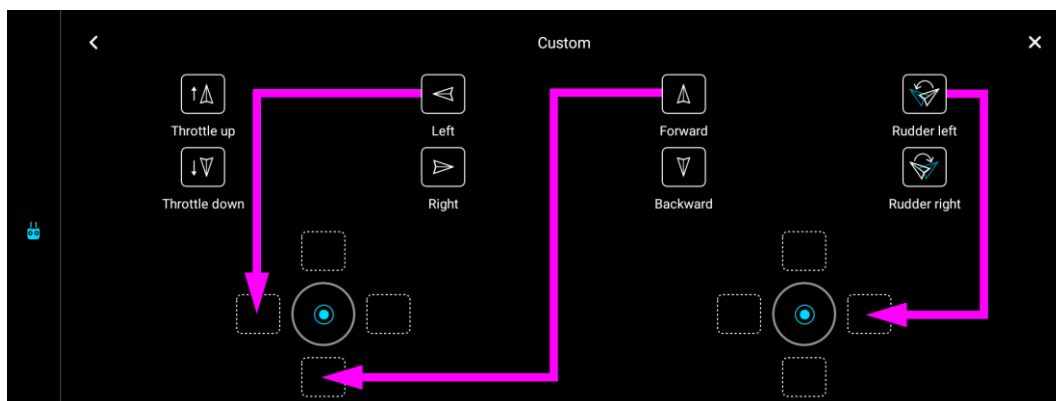 Custom
Throttle up
Left
Forward
Rudder left
Throttle down
Right
Backward
Rudder right